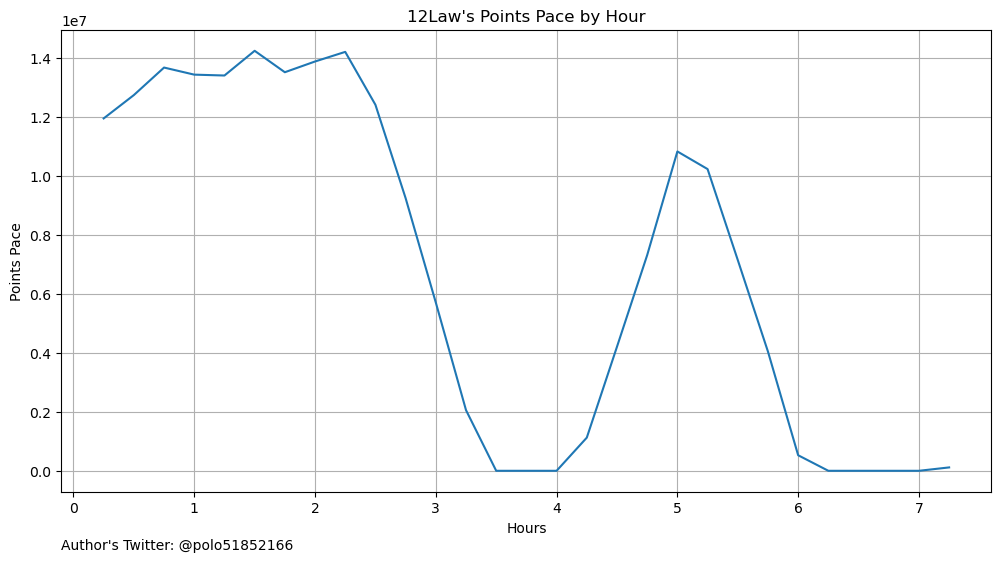 12Law's Points Pace by Hour
1e7
1.4
1.2
1.0
0.8
0.6
0.4
0.2
0.0
Points Pace
0 1 2 3 4 5 6 7
Hours
Author's Twitter: @polo51852166